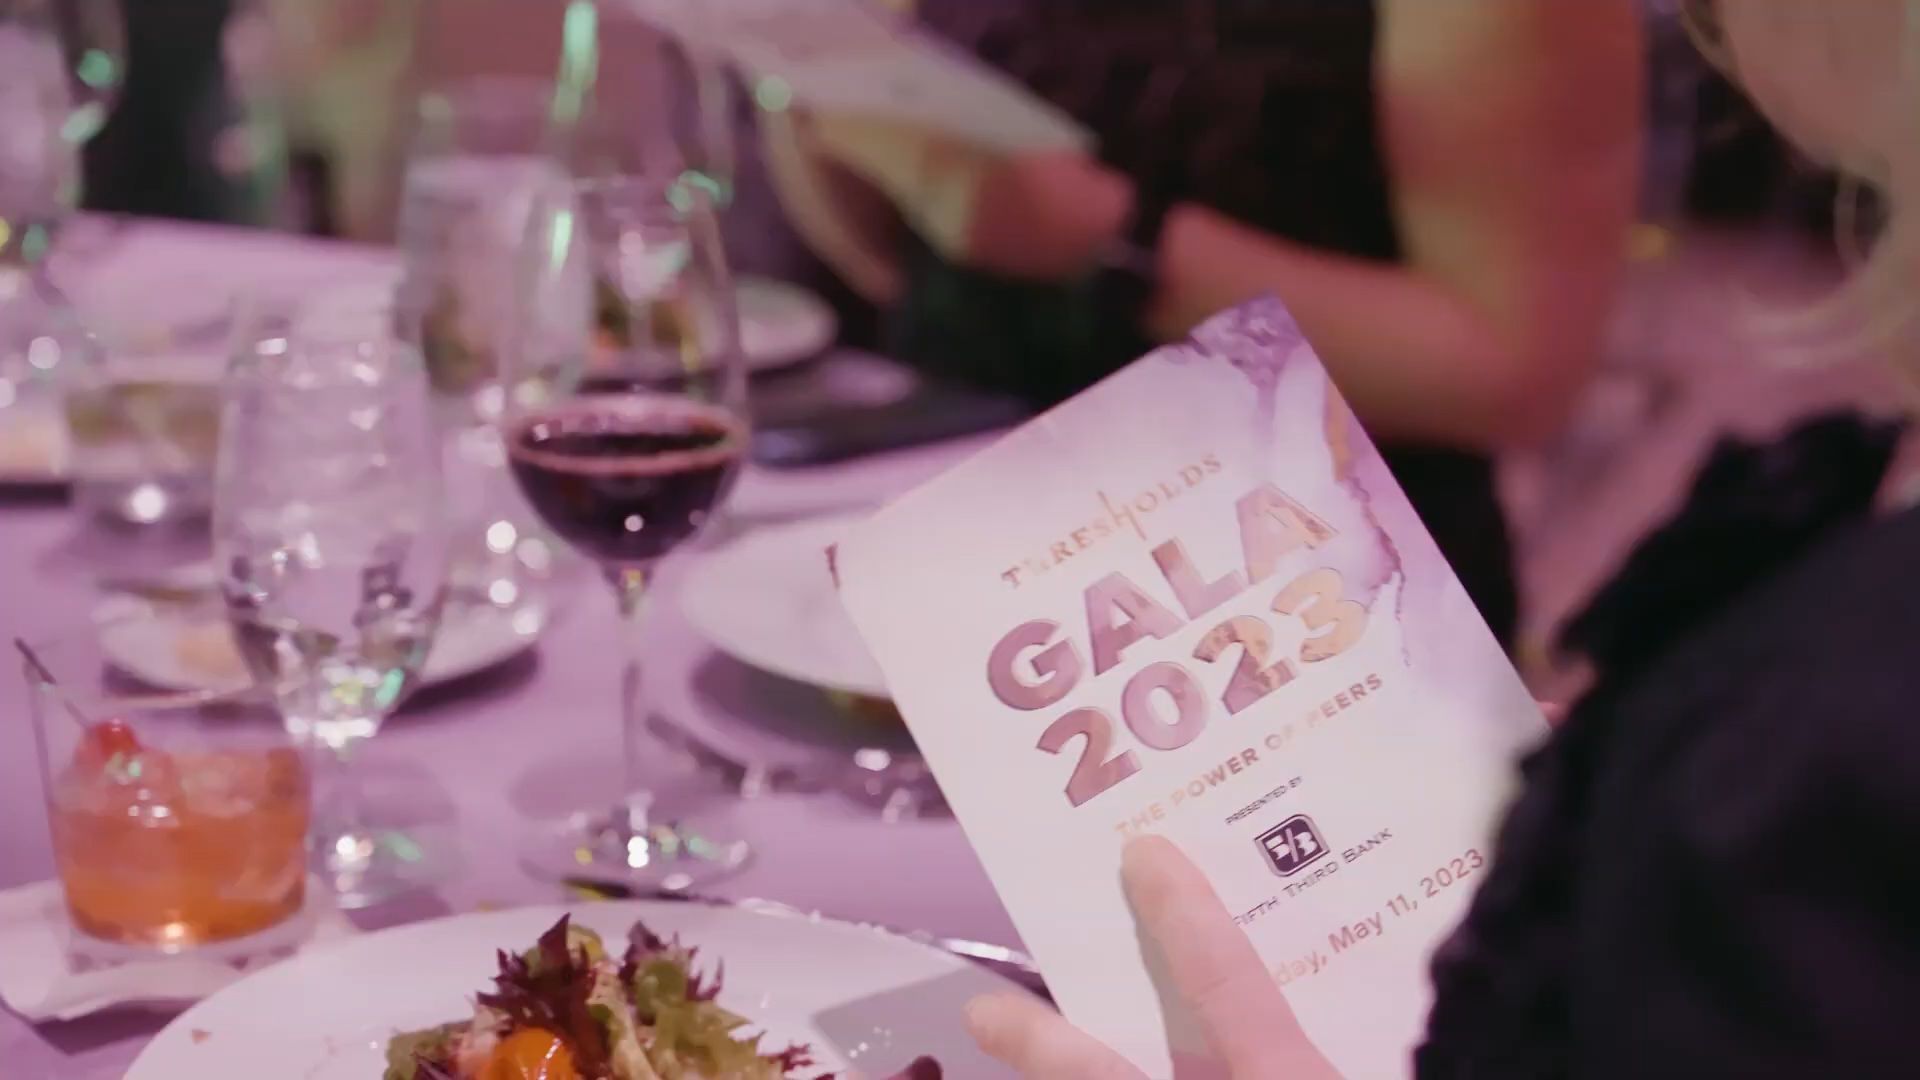 THRESHOLDS
GALA
2023
THE POWER OF PEERS
PRESENTED BY
5/3
FIFTH THIRD BANK
May 11, 2023